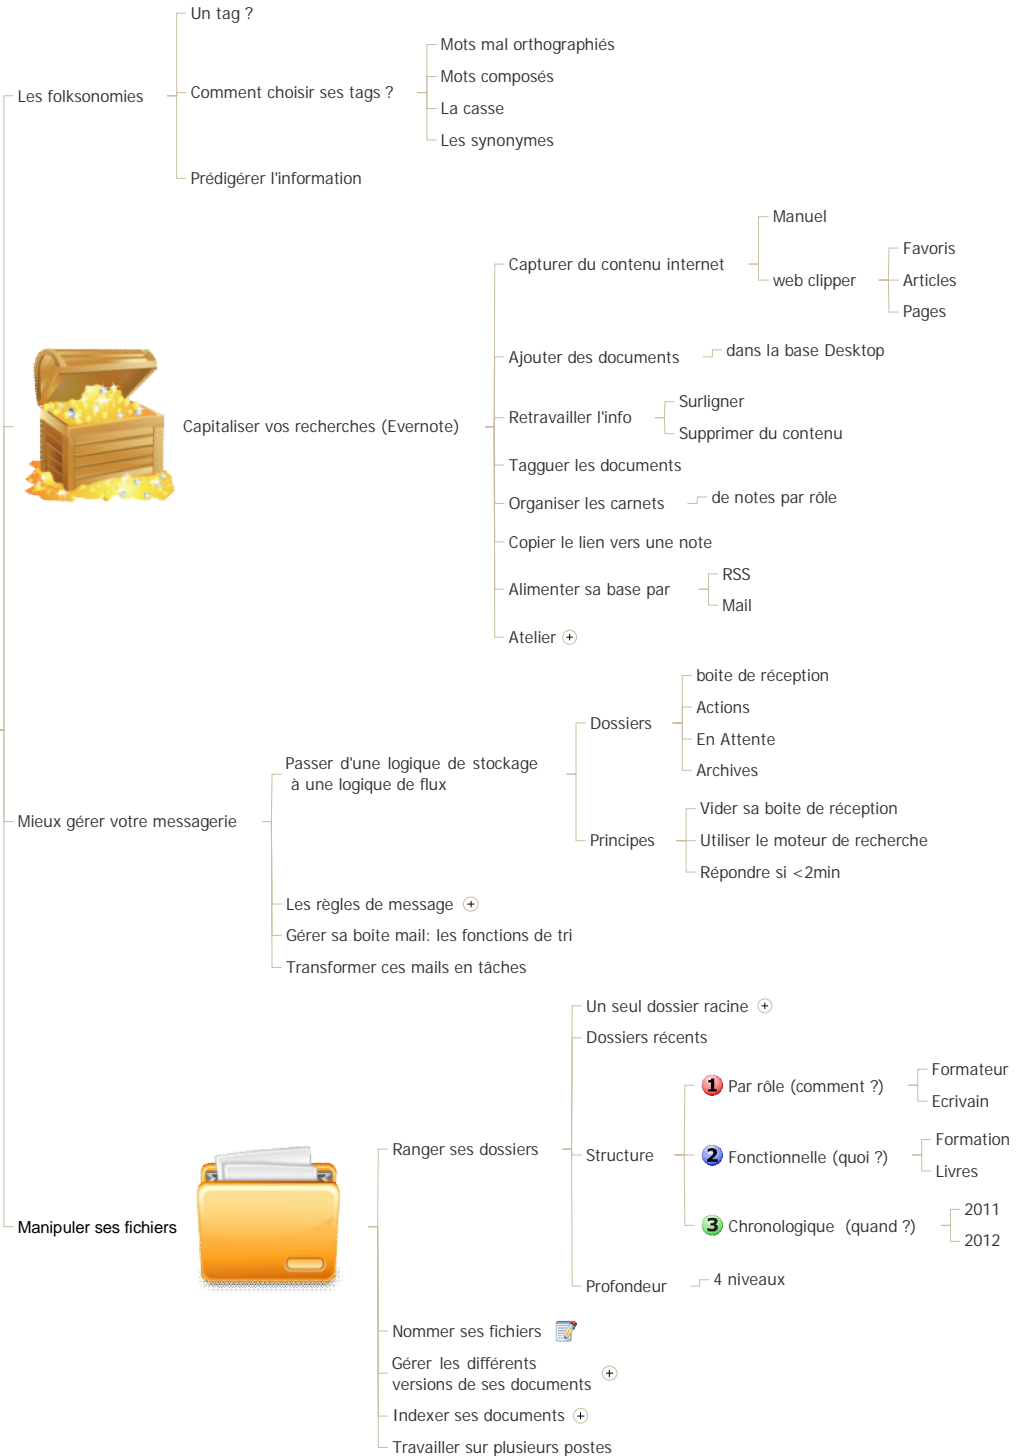 Les folksonomies
Un tag ?
Comment choisir ses tags ?
Mots mal orthographiés
Mots composés
La casse
Les synonymes
Prédigérer l'information
Capitaliser vos recherches (Evernote)
Capturer du contenu internet
Manuel
web clipper
Favoris
Articles
Pages
Ajouter des documents
dans la base Desktop
Retravailler l'info
Surligner
Supprimer du contenu
Tagguer les documents
Organiser les carnets
de notes par rôle
Copier le lien vers une note
Alimenter sa base par
RSS
Mail
Atelier
Mieux gérer votre messagerie
Passer d'une logique de stockage
à une logique de flux
Dossiers
boite de réception
Actions
En Attente
Archives
Principes
Vider sa boite de réception
Utiliser le moteur de recherche
Répondre si <2min
Les règles de message
Gérer sa boite mail: les fonctions de tri
Transformer ces mails en tâches
Manipuler ses fichiers
Ranger ses dossiers
Un seul dossier racine
Dossiers récents
Structure
1 Par rôle (comment ?)
Formateur
Ecrivain
2 Fonctionnelle (quoi ?)
Formation
Livres
3 Chronologique (quand ?)
2011
2012
Profondeur
4 niveaux
Nommer ses fichiers
Gérer les différents
versions de ses documents
Indexer ses documents
Travailler sur plusieurs postes